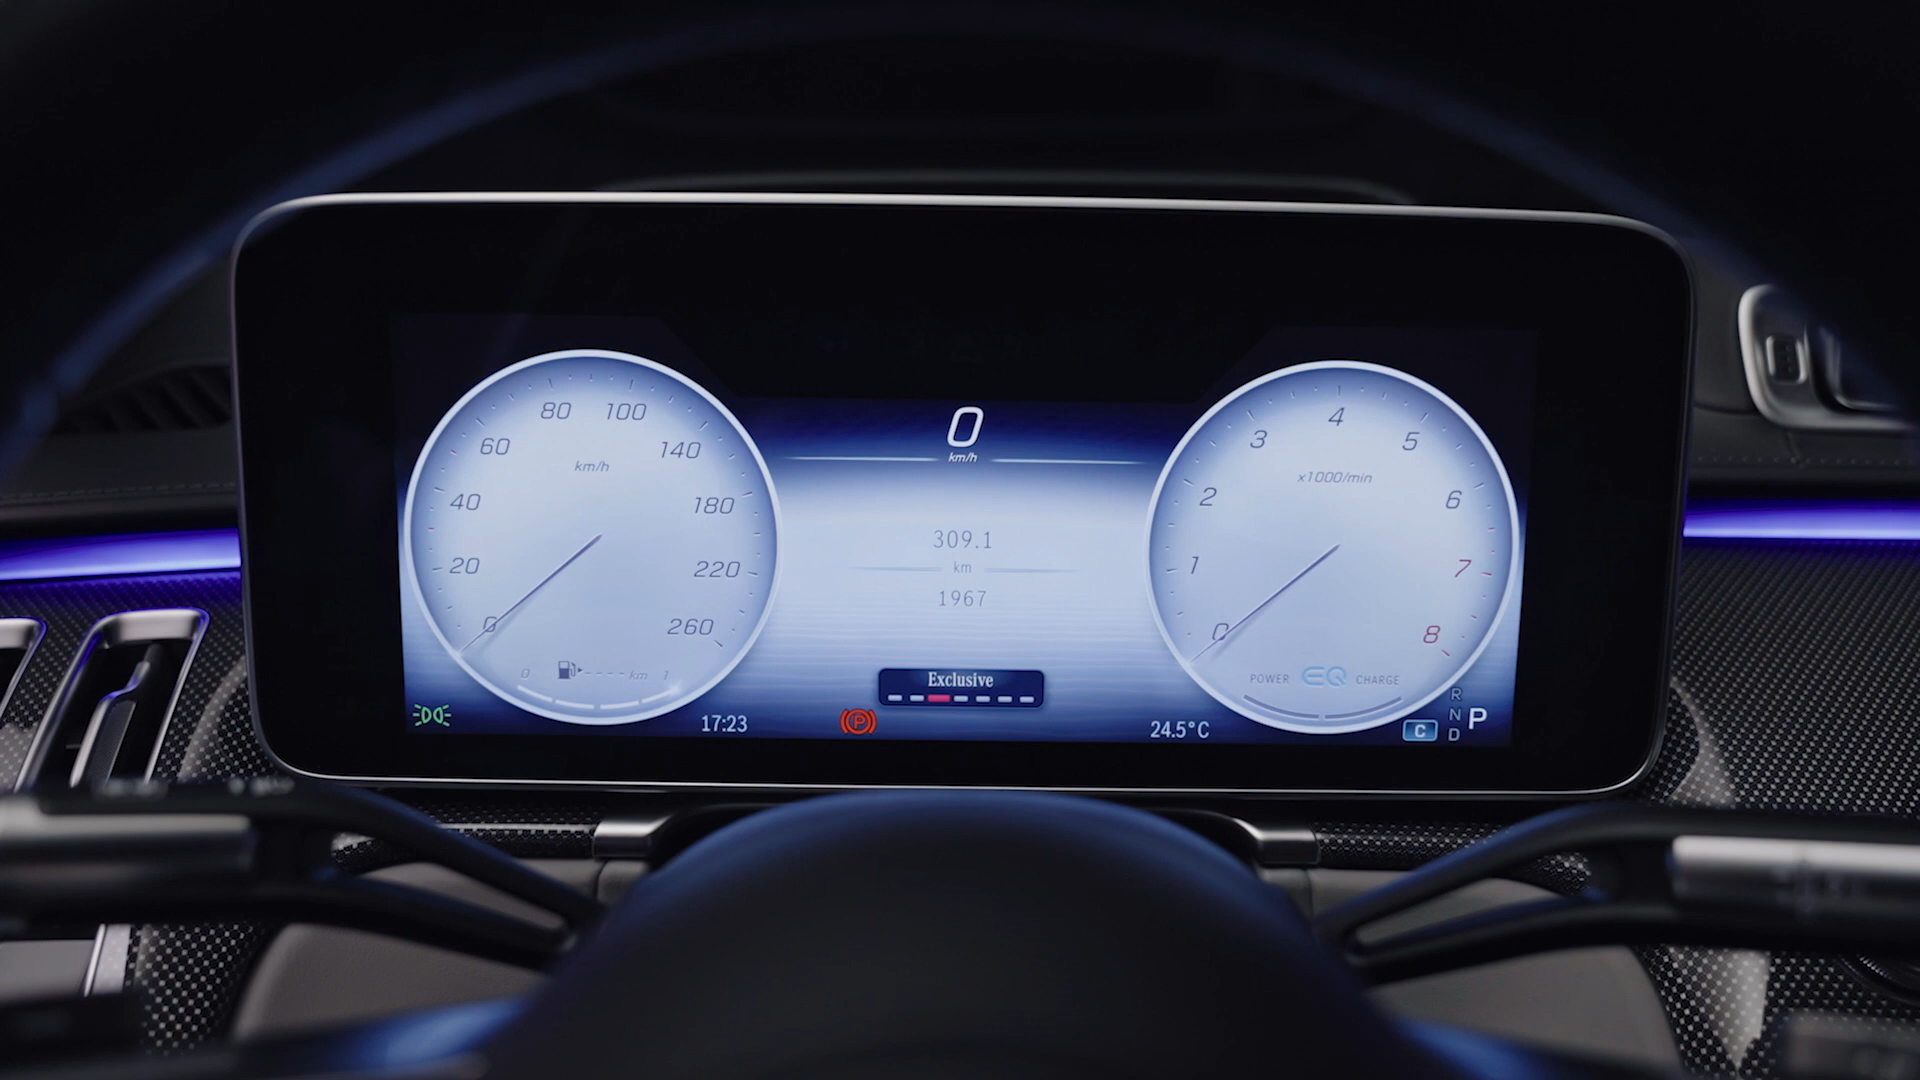 0
km/h
80 100
60
140
km/h
40
180
20
220
0
260
0 ---- km 1
309.1
km
1967
Exclusive
4
3
5
x1000/min
2
6
1
7
0
8
POWER EQ CHARGE
R
N P
D
C
17:23
P
24.5°C